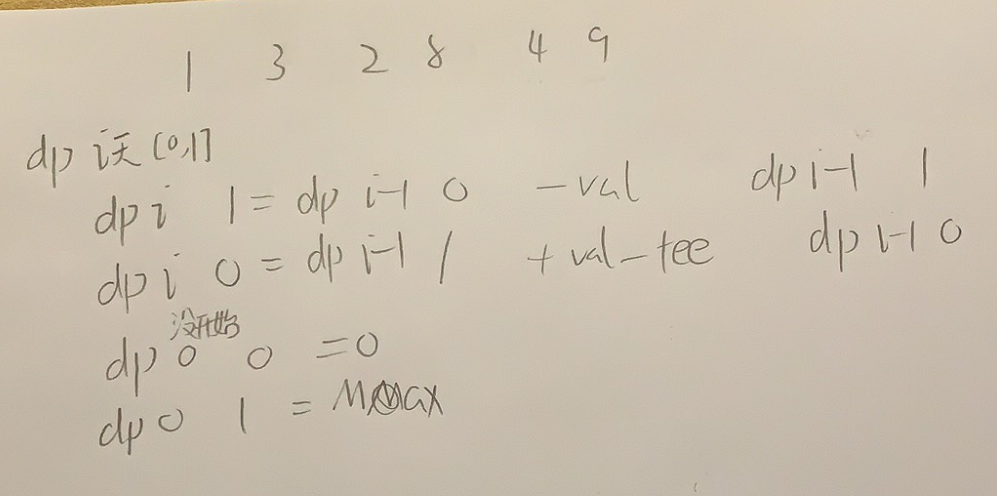 1 3 2 8 4 9
dp i天 [0,1]
dp i 1 = dp i-1 0 -val dp i-1 1
dp i 0 = dp i-1 1 +val-fee dp i-1 0
没开始
dp 0 0 =0
dp 0 1 =